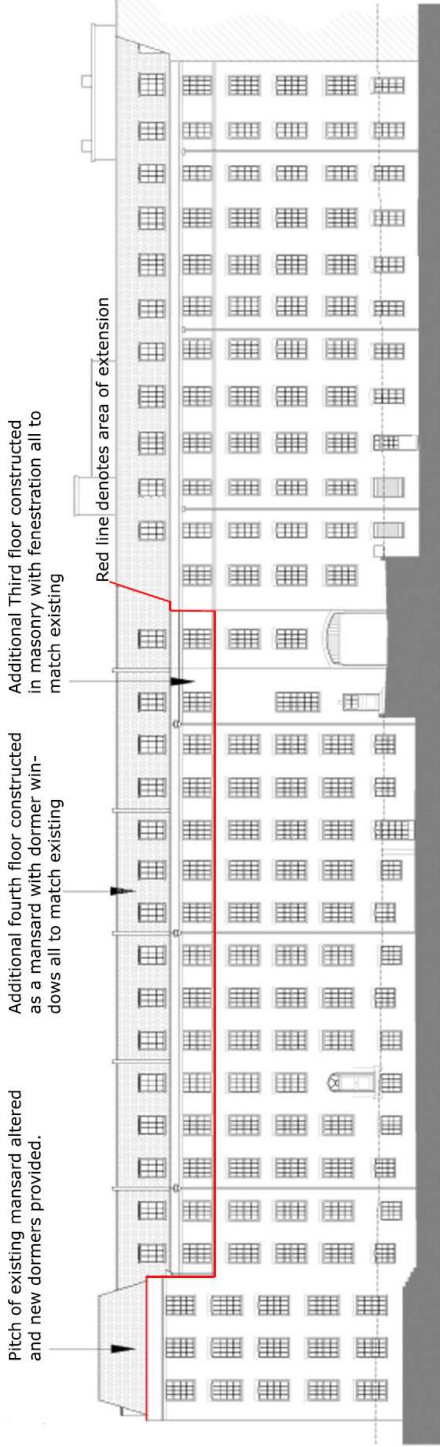 Pitch of existing mansard altered
and new dormers provided.
Additional fourth floor constructed
as a mansard with dormer win-
dows all to match existing
Additional Third floor constructed
in masonry with fenestration all to
match existing
Red line denotes area of extension